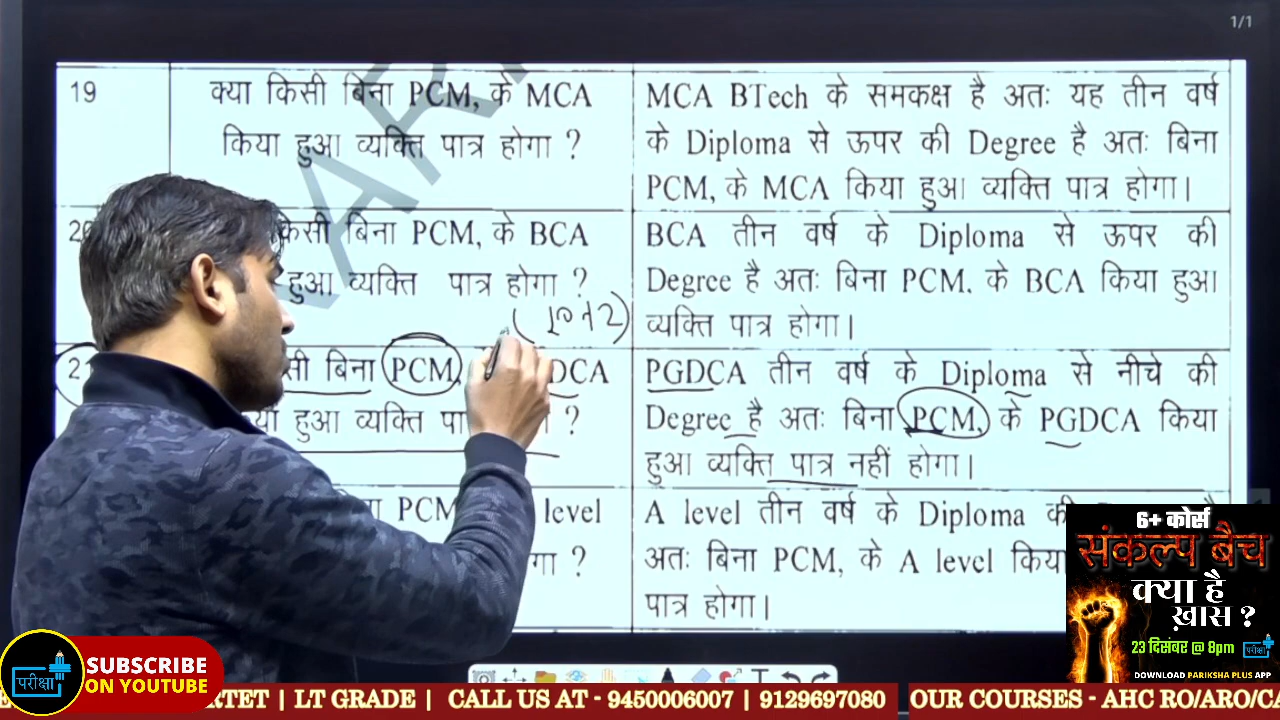 1/1
19
क्या किसी बिना PCM, के MCA
किया हुआ व्यक्ति पात्र होगा ?
MCA BTech के समकक्ष है अतः यह तीन वर्ष
के Diploma से ऊपर की Degree है अतः बिना
PCM, के MCA किया हुआ व्यक्ति पात्र होगा।
किसी बिना PCM, के BCA
हुआ व्यक्ति पात्र होगा ?
BCA तीन वर्ष के Diploma से ऊपर की
Degree है अतः बिना PCM. के BCA किया हुआ
व्यक्ति पात्र होगा।
(10+2)
बिना PCM,
हुआ व्यक्ति ?
PGDCA तीन वर्ष के Diploma से नीचे की
Degree है अतः बिना PCM, के PGDCA किया
हुआ व्यक्ति पात्र नहीं होगा।
PCM level
?
A level तीन वर्ष के Diploma की
अतः बिना PCM, के A level
पात्र होगा।
6+ कोर्स
संकल्प बैच
क्या है
ख़ास ?
23 दिसंबर @ 8pm
परीक्षा
DOWNLOAD PARIKSHA PLUS APP
परीक्षा
SUBSCRIBE
ON YOUTUBE
RTET | LT GRADE | CALL US AT - 9450006007 | 9129697080 OUR COURSES - AHC RO/ARO/CA